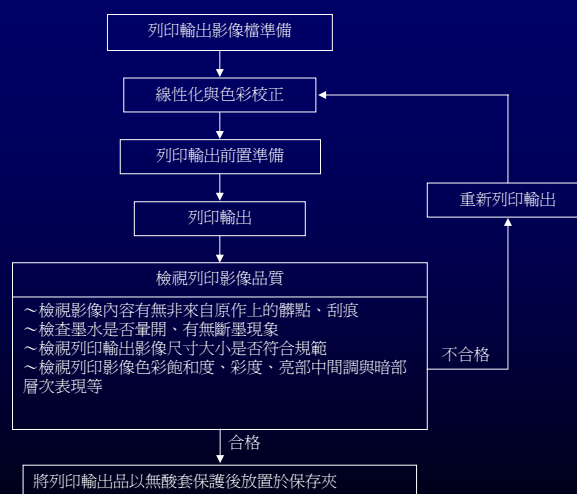 列印輸出影像檔準備
線性化與色彩校正
列印輸出前置準備
重新列印輸出
列印輸出
檢視列印影像品質
～檢視影像內容有無非來自原作上的髒點、刮痕
～檢查墨水是否暈開、有無斷墨現象
～檢視列印輸出影像尺寸大小是否符合規範
～檢視列印影像色彩飽和度、彩度、亮部中間調與暗部
層次表現等
不合格
合格
將列印輸出品以無酸套保護後放置於保存夾